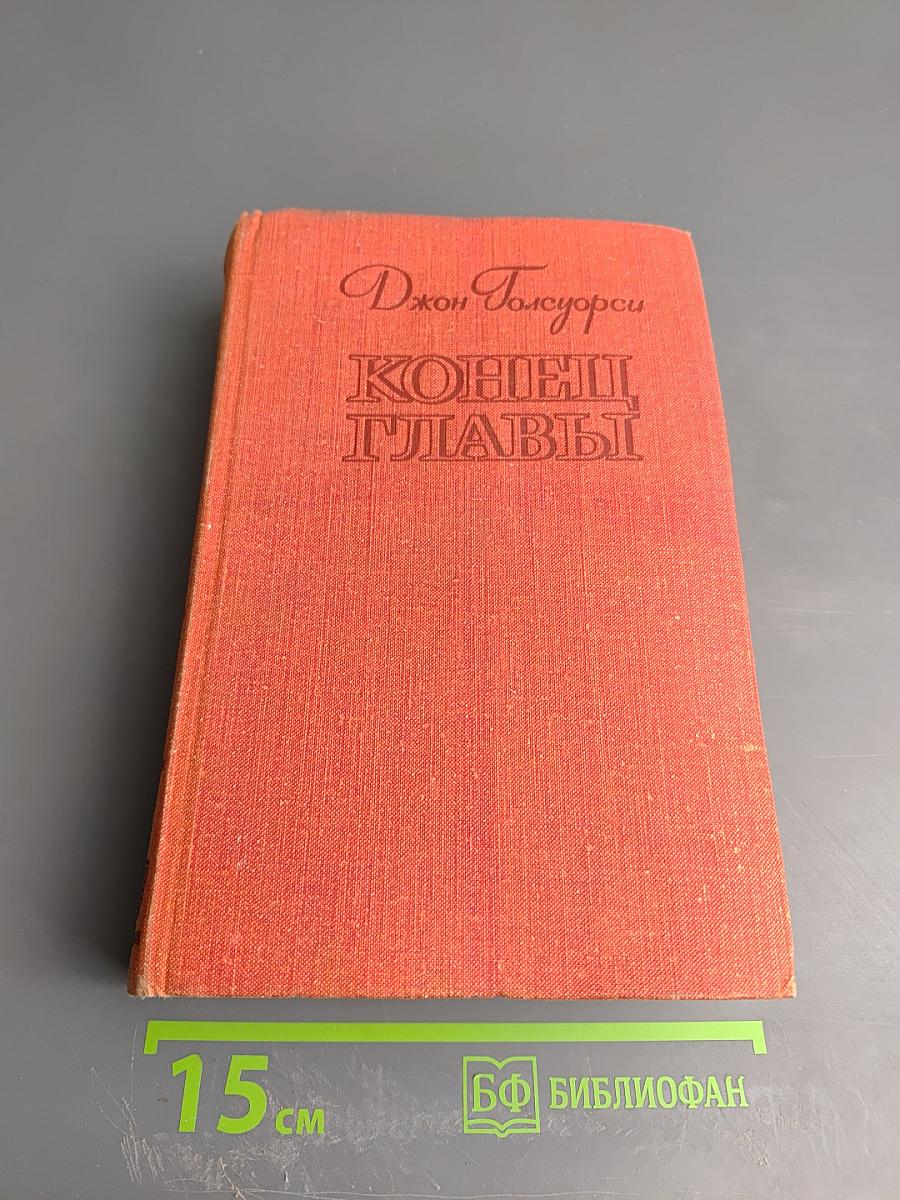 Джон Голсуорси
КОНЕЦ
ГЛАВЫ
15 см
БФ БИБЛИОФАН